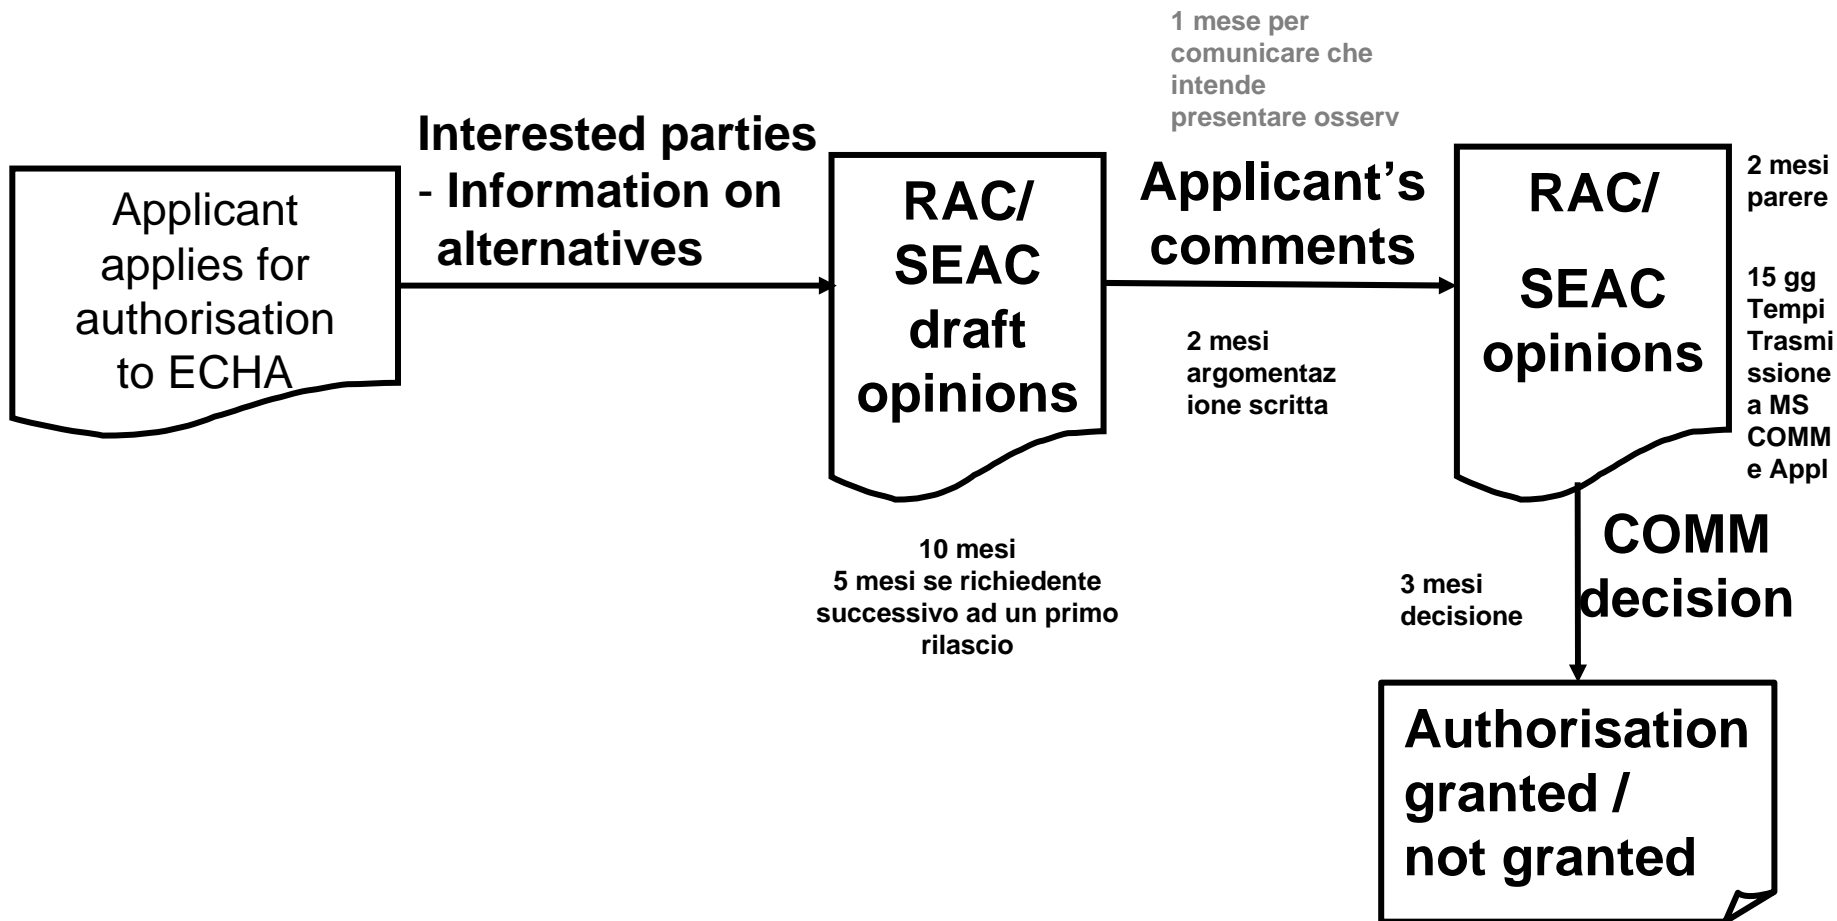 Applicant
applies for
authorisation
to ECHA
Interested parties
- Information on
alternatives
RAC/
SEAC
draft
opinions
10 mesi
5 mesi se richiedente
successivo ad un primo
rilascio
1 mese per
comunicare che
intende
presentare osserv
Applicant’s
comments
2 mesi
argomentaz
ione scritta
RAC/
SEAC
opinions
2 mesi
parere
15 gg
Tempi
Trasmi
ssione
a MS
COMM
e Appl
COMM
decision
3 mesi
decisione
Authorisation
granted /
not granted